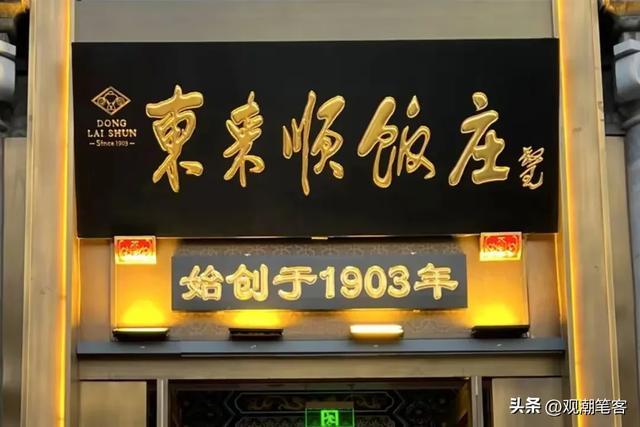 DONG
LAI SHUN
Since 1903
東来順饭庄
始创于1903年
头条 @观潮笔客